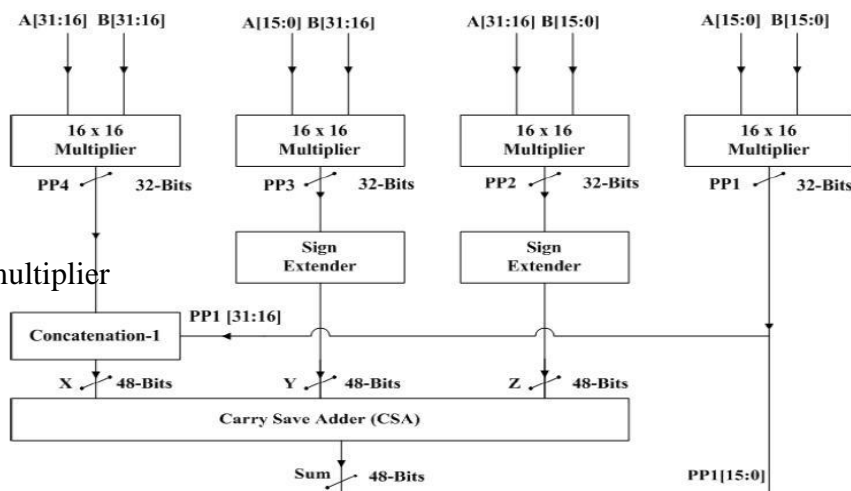 A[31:16] B[31:16] A[15:0] B[31:16] A[31:16] B[15:0] A[15:0] B[15:0]
16 x 16
Multiplier
16 x 16
Multiplier
16 x 16
Multiplier
16 x 16
Multiplier
PP4 32-Bits PP3 32-Bits PP2 32-Bits PP1 32-Bits
Sign
Extender
Sign
Extender
multiplier
PP1 [31:16]
Concatenation-1
X 48-Bits Y 48-Bits Z 48-Bits
Carry Save Adder (CSA)
Sum 48-Bits PP1[15:0]